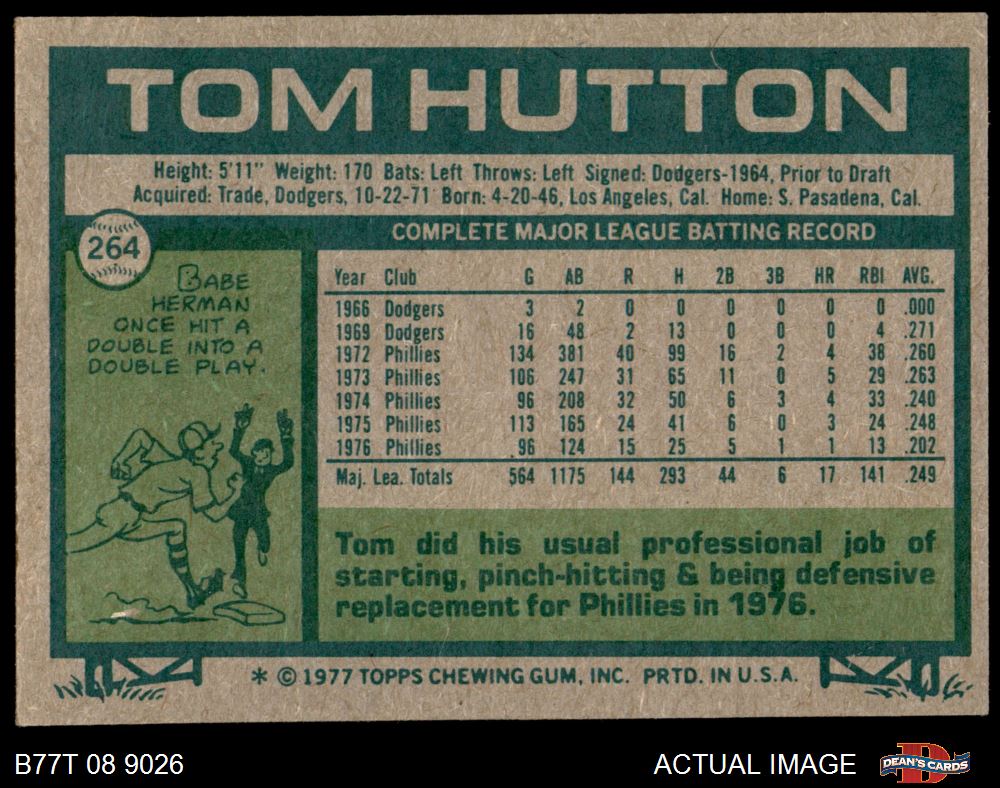 TOM HUTTON
Height: 5'11" Weight: 170 Bats: Left Throws: Left Signed: Dodgers-1964, Prior to Draft
Acquired: Trade, Dodgers, 10-22-71 Born: 4-20-46, Los Angeles, Cal. Home: S. Pasadena, Cal.
264
BABE
HERMAN
ONCE HIT A
DOUBLE INTO A
DOUBLE PLAY.
COMPLETE MAJOR LEAGUE BATTING RECORD
Year Club G AB R H 2B 3B HR RBI AVG.
1966 Dodgers 3 2 0 0 0 0 0 0 .000
1969 Dodgers 16 48 2 13 0 0 0 4 .271
1972 Phillies 134 381 40 99 16 2 4 38 .260
1973 Phillies 106 247 31 65 11 0 5 29 .263
1974 Phillies 96 208 32 50 6 3 4 33 .240
1975 Phillies 113 165 24 41 6 0 3 24 .248
1976 Phillies 96 124 15 25 5 1 1 13 .202
Maj. Lea. Totals 564 1175 144 293 44 6 17 141 .249
Tom did his usual professional job of
starting, pinch-hitting & being defensive
replacement for Phillies in 1976.
* © 1977 TOPPS CHEWING GUM, INC. PRTD. IN U.S.A.
B77T 08 9026
ACTUAL IMAGE
D
DEAN'S CARDS